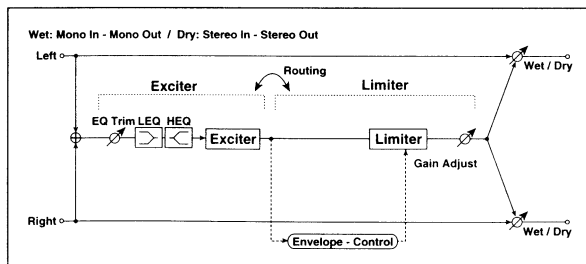 Wet: Mono In - Mono Out / Dry: Stereo In - Stereo Out
Left
Wet / Dry
Routing
Exciter
Limiter
EQ Trim LEQ HEQ
Exciter
Limiter
Gain Adjust
Right
Wet / Dry
Envelope - Control